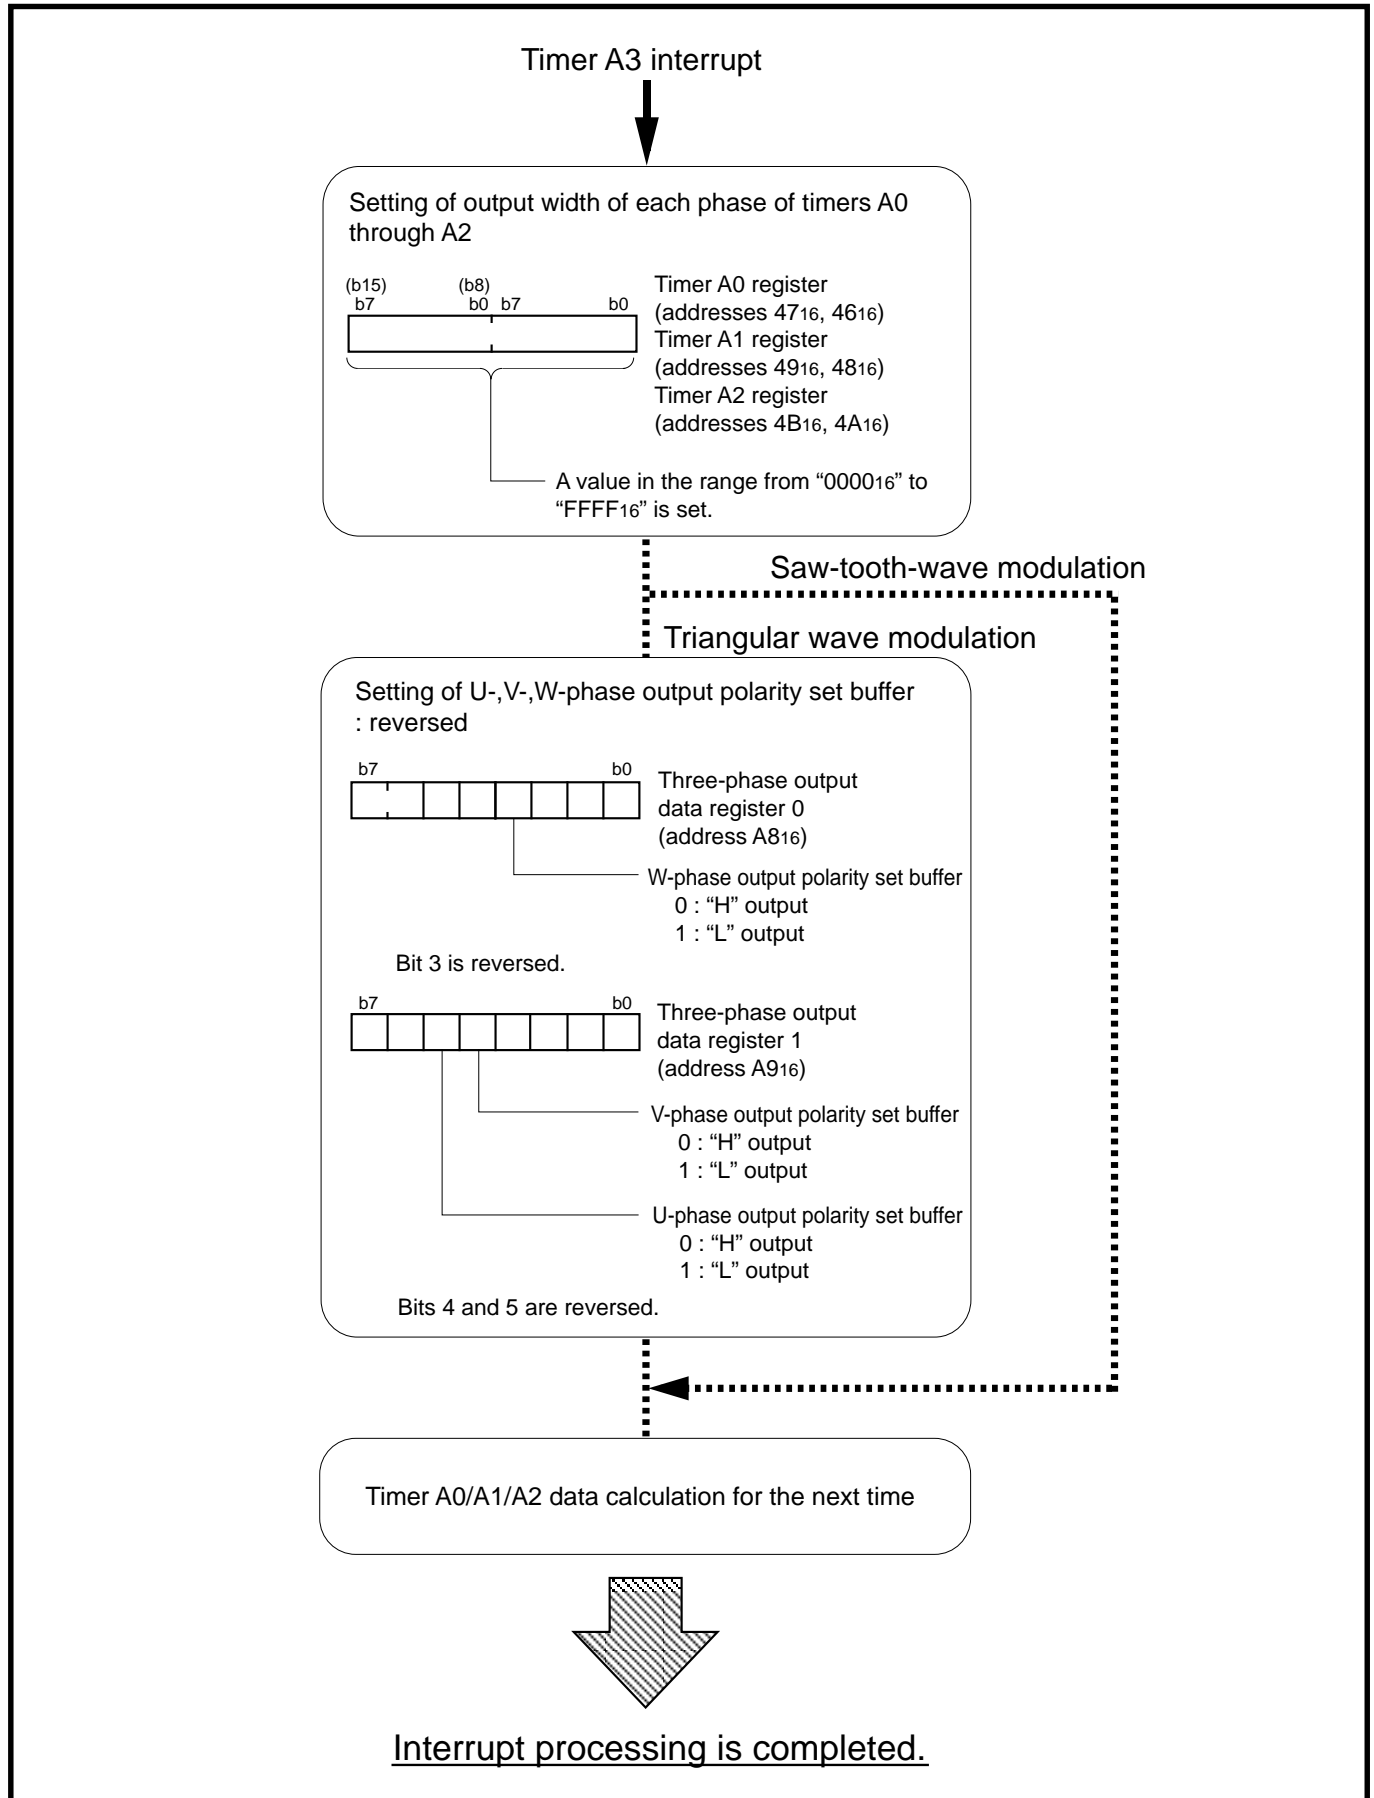 Timer A3 interrupt
Setting of output width of each phase of timers A0
through A2
(b15) (b8)
b7 b0 b7 b0
Timer A0 register
(addresses 4716, 4616)
Timer A1 register
(addresses 4916, 4816)
Timer A2 register
(addresses 4B16, 4A16)
A value in the range from “000016” to
“FFFF16” is set.
Saw-tooth-wave modulation
Triangular wave modulation
Setting of U-,V-,W-phase output polarity set buffer
: reversed
b7 b0
Three-phase output
data register 0
(address A816)
W-phase output polarity set buffer
0 : “H” output
1 : “L” output
Bit 3 is reversed.
b7 b0
Three-phase output
data register 1
(address A916)
V-phase output polarity set buffer
0 : “H” output
1 : “L” output
U-phase output polarity set buffer
0 : “H” output
1 : “L” output
Bits 4 and 5 are reversed.
Timer A0/A1/A2 data calculation for the next time
Interrupt processing is completed.